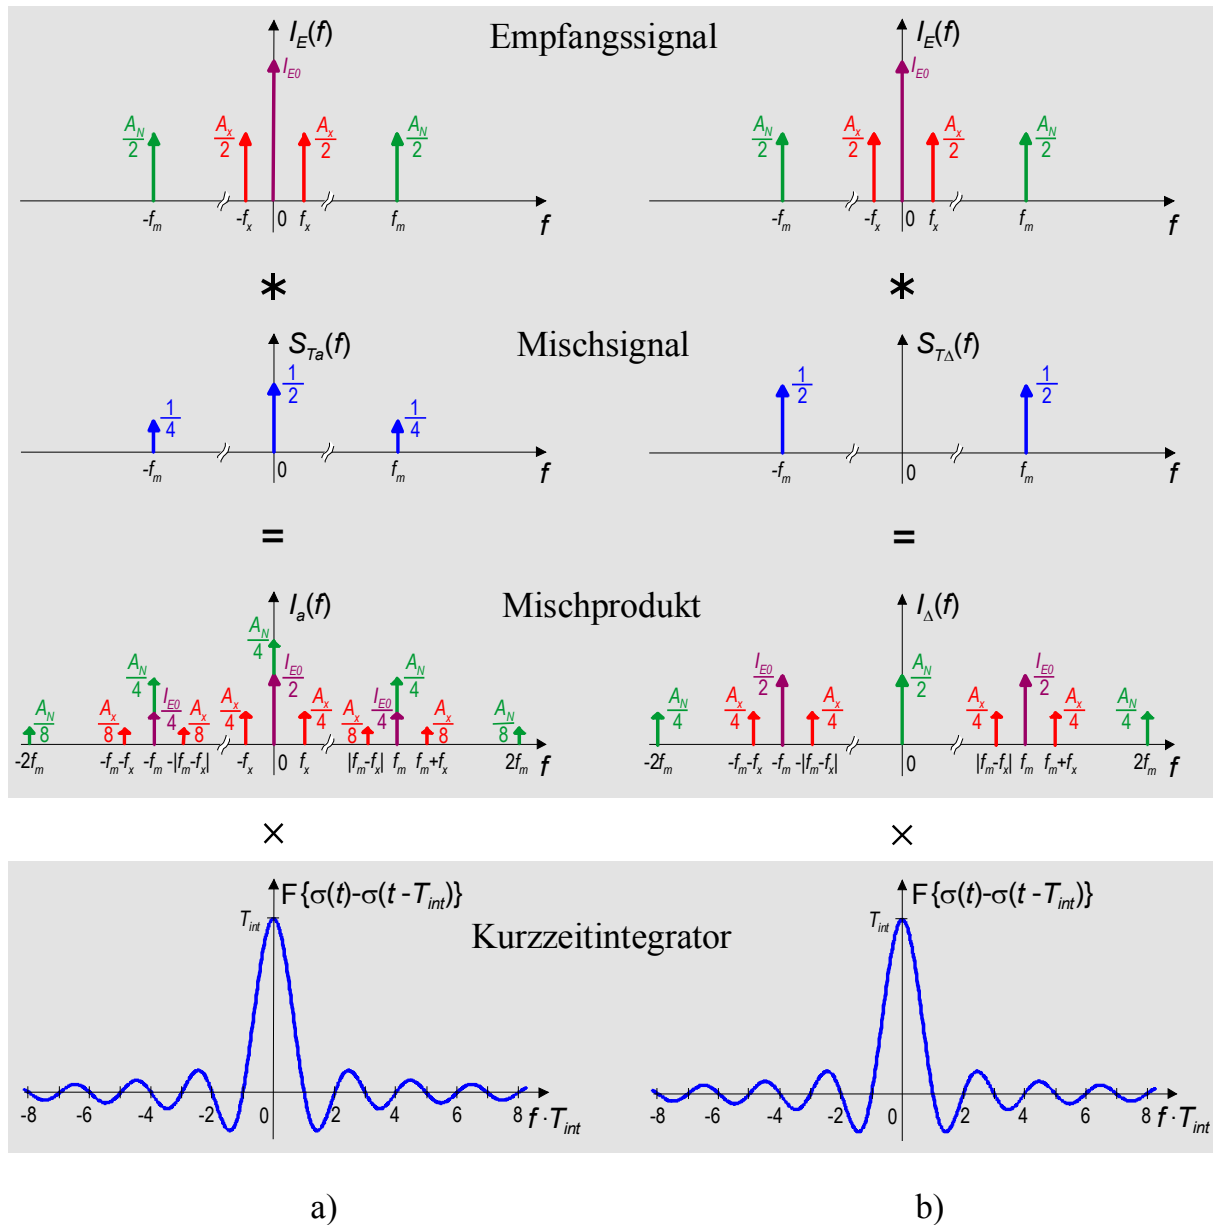 I_E(f) Empfangssignal I_E(f)
I_E0 I_E0
A_N/2 A_x/2 A_x/2 A_N/2 A_N/2 A_x/2 A_x/2 A_N/2
-f_m -f_x 0 f_x f_m f -f_m -f_x 0 f_x f_m f
* *
S_Ta(f) Mischsignal S_TΔ(f)
1/4 1/2 1/4 1/2 1/2
-f_m 0 f_m f -f_m 0 f_m f
= =
I_a(f) Mischprodukt I_Δ(f)
A_N/4
A_N/4 I_E0/2 A_N/4 I_E0/2 A_N/2 I_E0/2
A_N/8 A_x/8 I_E0/4 A_x/8 A_x/4 A_x/4 A_x/8 I_E0/4 A_x/8 A_N/8 A_N/4 A_x/4 A_x/4 A_x/4 A_x/4 A_N/4
-2f_m -f_m-f_x -f_m -|f_m-f_x| -f_x 0 f_x |f_m-f_x| f_m f_m+f_x 2f_m f -2f_m -f_m-f_x -f_m -|f_m-f_x| 0 |f_m-f_x| f_m f_m+f_x 2f_m f
× ×
F{σ(t)-σ(t-T_int)} F{σ(t)-σ(t-T_int)}
T_int Kurzzeitintegrator T_int
-8 -6 -4 -2 0 2 4 6 8 f·T_int -8 -6 -4 -2 0 2 4 6 8 f·T_int
a) b)